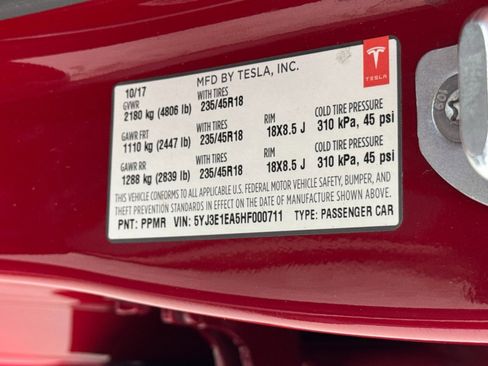 10/17 MFD BY TESLA, INC.
TESLA
GVWR WITH TIRES
2180 kg (4806 lb) 235/45R18
GAWR FRT WITH TIRES RIM COLD TIRE PRESSURE
1110 kg (2447 lb) 235/45R18 18X8.5 J 310 kPa, 45 psi
GAWR RR WITH TIRES RIM COLD TIRE PRESSURE
1288 kg (2839 lb) 235/45R18 18X8.5 J 310 kPa, 45 psi
THIS VEHICLE CONFORMS TO ALL APPLICABLE U.S. FEDERAL MOTOR VEHICLE SAFETY, BUMPER, AND
THEFT PREVENTION STANDARDS IN EFFECT ON THE DATE OF MANUFACTURE SHOWN ABOVE.
PNT: PPMR VIN: 5YJ3E1EA5HF000711 TYPE: PASSENGER CAR